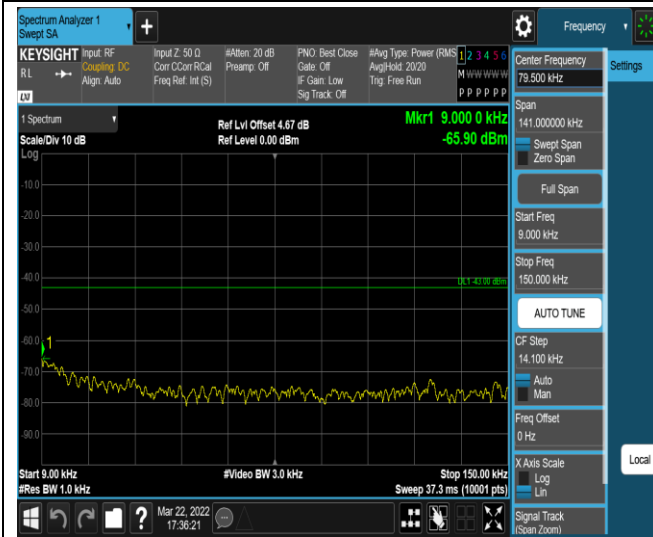 Spectrum Analyzer 1
Swept SA
Frequency
KEYSIGHT
RL
LXI
Input: RF
Coupling: DC
Align: Auto
Input Z: 50 Ω
Corr CCorr RCal
Freq Ref: Int (S)
#Atten: 20 dB
Preamp: Off
PNO: Best Close
Gate: Off
IF Gain: Low
Sig Track: Off
#Avg Type: Power (RMS
Avg|Hold: 20/20
Trig: Free Run
1 2 3 4 5 6
M W W W W W
P P P P P P
1 Spectrum
Scale/Div 10 dB
Ref Lvl Offset 4.67 dB
Ref Level 0.00 dBm
Mkr1 9.000 0 kHz
-65.90 dBm
Log
-10.0
-20.0
-30.0
-40.0
DL1 -43.00 dBm
-50.0
-60.0
1
-70.0
-80.0
-90.0
Start 9.00 kHz
#Video BW 3.0 kHz
Stop 150.00 kHz
#Res BW 1.0 kHz
Sweep 37.3 ms (10001 pts)
?
Mar 22, 2022
17:36:21
Center Frequency
79.500 kHz
Settings
Span
141.000000 kHz
Swept Span
Zero Span
Full Span
Start Freq
9.000 kHz
Stop Freq
150.000 kHz
AUTO TUNE
CF Step
14.100 kHz
Auto
Man
Freq Offset
0 Hz
X Axis Scale
Log
Lin
Local
Signal Track
(Span Zoom)